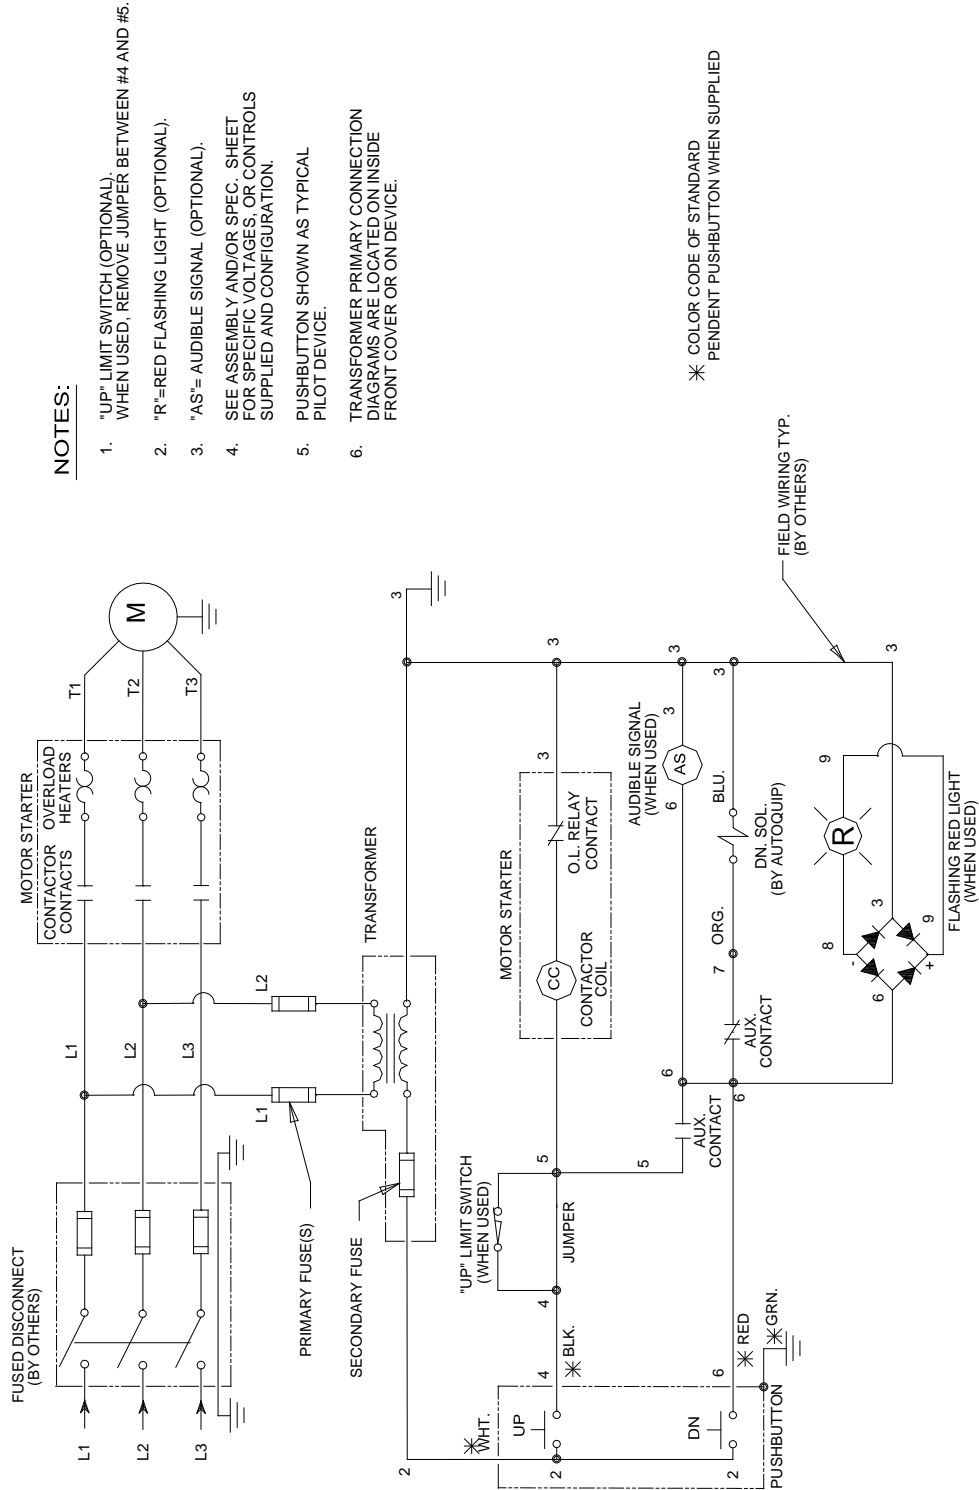 NOTES:
1. "UP" LIMIT SWITCH (OPTIONAL).
WHEN USED, REMOVE JUMPER BETWEEN #4 AND #5.
2. "R"=RED FLASHING LIGHT (OPTIONAL).
3. "AS"= AUDIBLE SIGNAL (OPTIONAL).
4. SEE ASSEMBLY AND/OR SPEC. SHEET
FOR SPECIFIC VOLTAGES, OR CONTROLS
SUPPLIED AND CONFIGURATION.
5. PUSHBUTTON SHOWN AS TYPICAL
PILOT DEVICE.
6. TRANSFORMER PRIMARY CONNECTION
DIAGRAMS ARE LOCATED ON INSIDE
FRONT COVER OR ON DEVICE.
COLOR CODE OF STANDARD
PENDENT PUSHBUTTON WHEN SUPPLIED
FUSED DISCONNECT
(BY OTHERS)
L1
L2
L3
L1
L2
L3
MOTOR STARTER
CONTACTOR
CONTACTS
OVERLOAD
HEATERS
T1
T2
T3
M
L1
L2
PRIMARY FUSE(S)
SECONDARY FUSE
TRANSFORMER
3
2
WHT.
"UP" LIMIT SWITCH
(WHEN USED)
UP
2
4
BLK.
4
JUMPER
5
MOTOR STARTER
CC
CONTACTOR
COIL
O.L. RELAY
CONTACT
3
3
5
AUX.
CONTACT
6
AUDIBLE SIGNAL
(WHEN USED)
6
AS
3
3
DN
2
6
RED
6
AUX.
CONTACT
7
ORG.
DN. SOL.
(BY AUTOQUIP)
BLU.
3
GRN.
PUSHBUTTON
FIELD WIRING TYP.
(BY OTHERS)
8
R
9
6
-
+
3
9
3
FLASHING RED LIGHT
(WHEN USED)